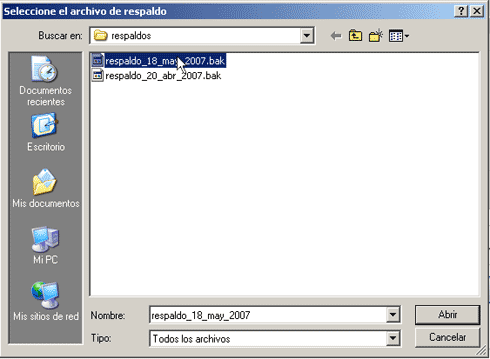 Seleccione el archivo de respaldo
Buscar en:
respaldos
respaldo_18_may_2007.bak
respaldo_20_abr_2007.bak
Documentos
recientes
Escritorio
Mis documentos
Mi PC
Mis sitios de red
Nombre:
respaldo_18_may_2007
Abrir
Tipo:
Todos los archivos
Cancelar